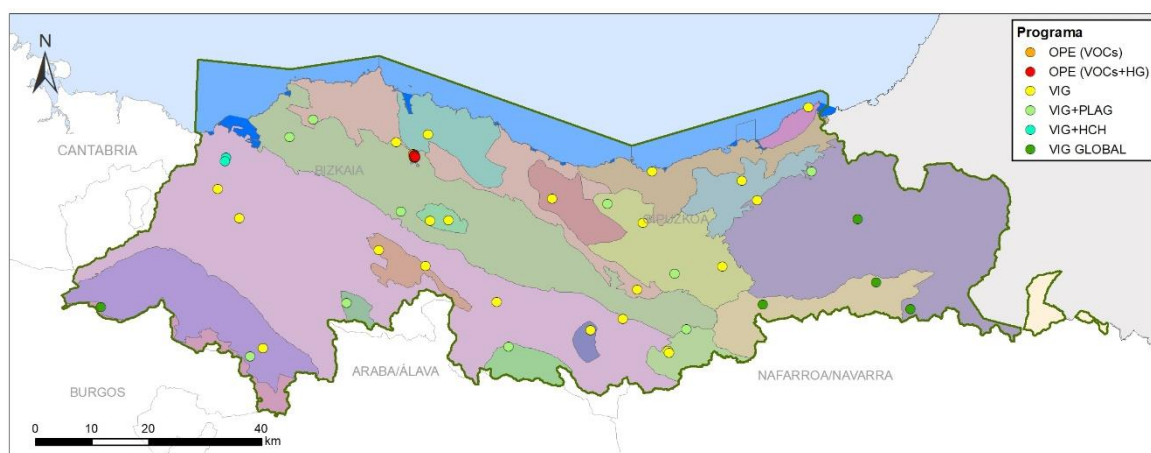 N
Programa
OPE (VOCs)
OPE (VOCs+HG)
VIG
VIG+PLAG
VIG+HCH
VIG GLOBAL
CANTABRIA
BIZKAIA
GIPUZKOA
ARABA/ÁLAVA
NAFARROA/NAVARRA
BURGOS
0 10 20 40
km